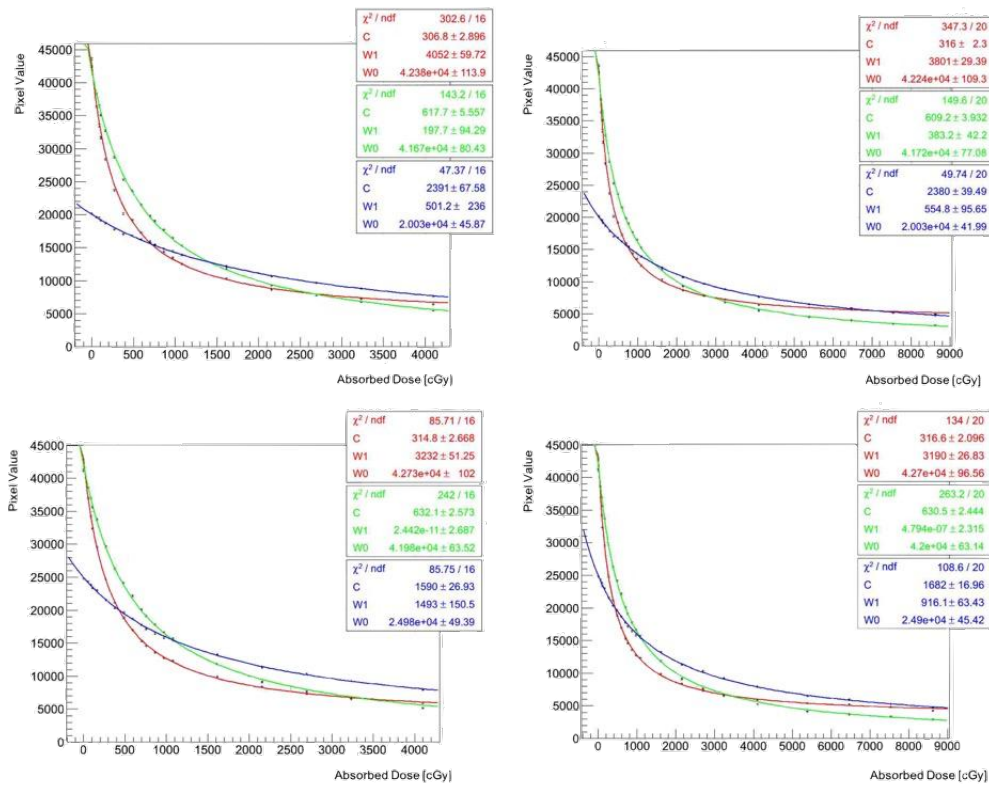 χ² / ndf 302.6 / 16
C 306.8 ± 2.896
W1 4052 ± 59.72
W0 4.238e+04 ± 113.9
χ² / ndf 143.2 / 16
C 617.7 ± 5.557
W1 197.7 ± 94.29
W0 4.167e+04 ± 80.43
χ² / ndf 47.37 / 16
C 2391 ± 67.58
W1 501.2 ± 236
W0 2.003e+04 ± 45.87
Pixel Value
45000
40000
35000
30000
25000
20000
15000
10000
5000
0
0 500 1000 1500 2000 2500 3000 3500 4000
Absorbed Dose [cGy]
χ² / ndf 347.3 / 20
C 316 ± 2.3
W1 3801 ± 29.39
W0 4.224e+04 ± 109.3
χ² / ndf 149.6 / 20
C 609.2 ± 3.932
W1 383.2 ± 42.2
W0 4.172e+04 ± 77.08
χ² / ndf 49.74 / 20
C 2380 ± 39.49
W1 554.8 ± 95.65
W0 2.003e+04 ± 41.99
Pixel Value
45000
40000
35000
30000
25000
20000
15000
10000
5000
0
0 1000 2000 3000 4000 5000 6000 7000 8000 9000
Absorbed Dose [cGy]
χ² / ndf 85.71 / 16
C 314.8 ± 2.668
W1 3232 ± 51.25
W0 4.273e+04 ± 102
χ² / ndf 242 / 16
C 632.1 ± 2.573
W1 2.442e-11 ± 2.687
W0 4.198e+04 ± 63.52
χ² / ndf 85.75 / 16
C 1590 ± 26.93
W1 1493 ± 150.5
W0 2.498e+04 ± 49.39
Pixel Value
45000
40000
35000
30000
25000
20000
15000
10000
5000
0
0 500 1000 1500 2000 2500 3000 3500 4000
Absorbed Dose [cGy]
χ² / ndf 134 / 20
C 316.6 ± 2.096
W1 3190 ± 26.83
W0 4.27e+04 ± 96.56
χ² / ndf 263.2 / 20
C 630.5 ± 2.444
W1 4.794e-07 ± 2.315
W0 4.2e+04 ± 63.14
χ² / ndf 108.6 / 20
C 1682 ± 16.96
W1 916.1 ± 63.43
W0 2.49e+04 ± 45.42
Pixel Value
45000
40000
35000
30000
25000
20000
15000
10000
5000
0
0 1000 2000 3000 4000 5000 6000 7000 8000 9000
Absorbed Dose [cGy]